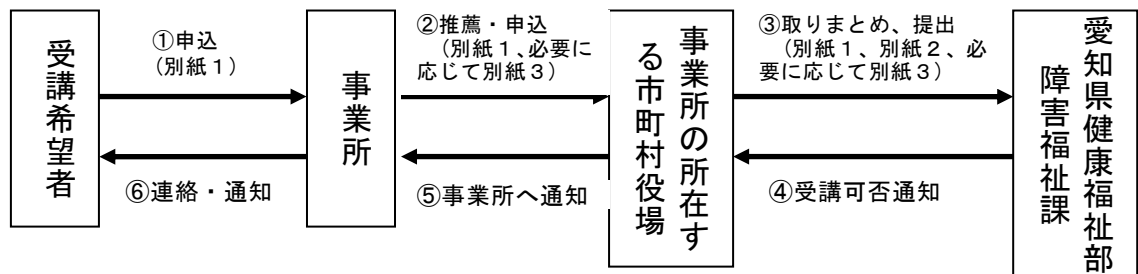 受講希望者
①申込
(別紙1)
⑥連絡・通知
事業所
②推薦・申込
(別紙1、必要に
応じて別紙3)
⑤事業所へ通知
事業所の所在す
る市町村役場
③取りまとめ、提出
(別紙1、別紙2、必
要に応じて別紙3)
④受講可否通知
愛知県健康福祉部
障害福祉課